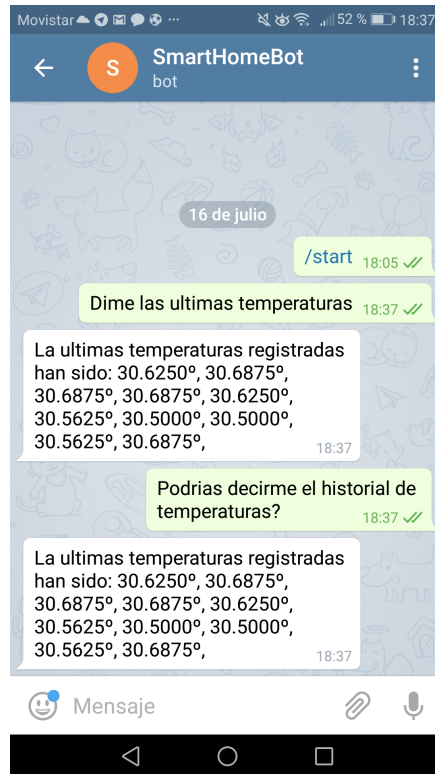 Movistar ... 52 % 18:37
S
SmartHomeBot
bot
16 de julio
/start 18:05
Dime las ultimas temperaturas 18:37
La ultimas temperaturas registradas
han sido: 30.6250º, 30.6875º,
30.6875º, 30.6875º, 30.6250º,
30.5625º, 30.5000º, 30.5000º,
30.5625º, 30.6875º,
18:37
Podrias decirme el historial de
temperaturas?
18:37
La ultimas temperaturas registradas
han sido: 30.6250º, 30.6875º,
30.6875º, 30.6875º, 30.6250º,
30.5625º, 30.5000º, 30.5000º,
30.5625º, 30.6875º,
18:37
Mensaje